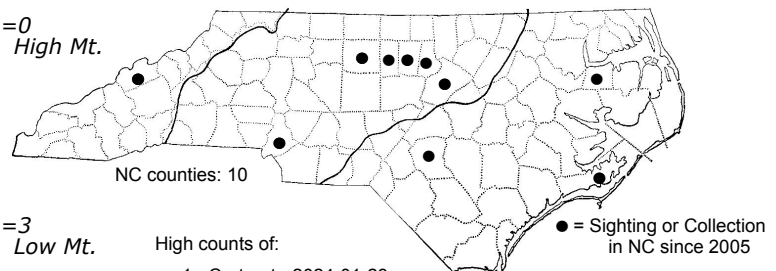 =0
High Mt.
NC counties: 10
● = Sighting or Collection
in NC since 2005
=3
Low Mt.
High counts of: